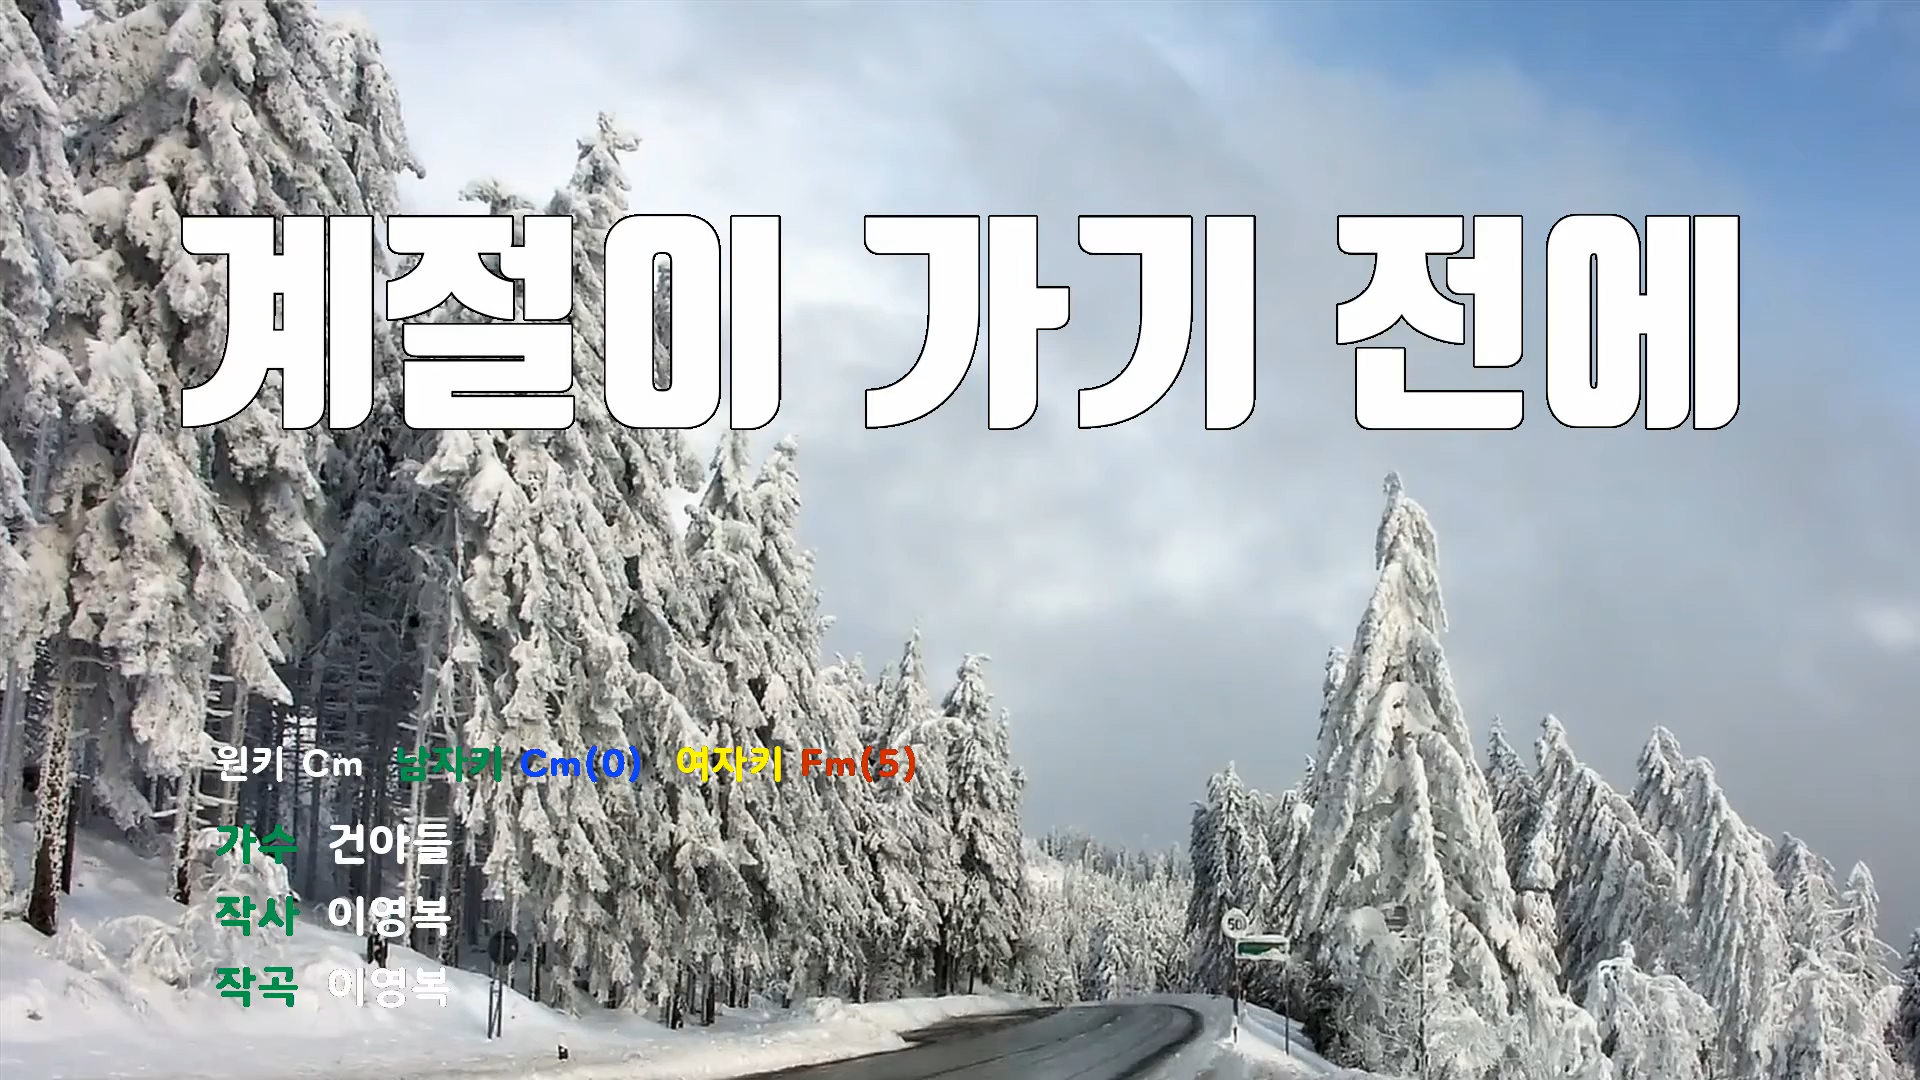 계절이 가기 전에
원키 Cm 남자키 Cm(0) 여자키 Fm(5)
가수 건아들
작사 이영복
작곡 이영복
50